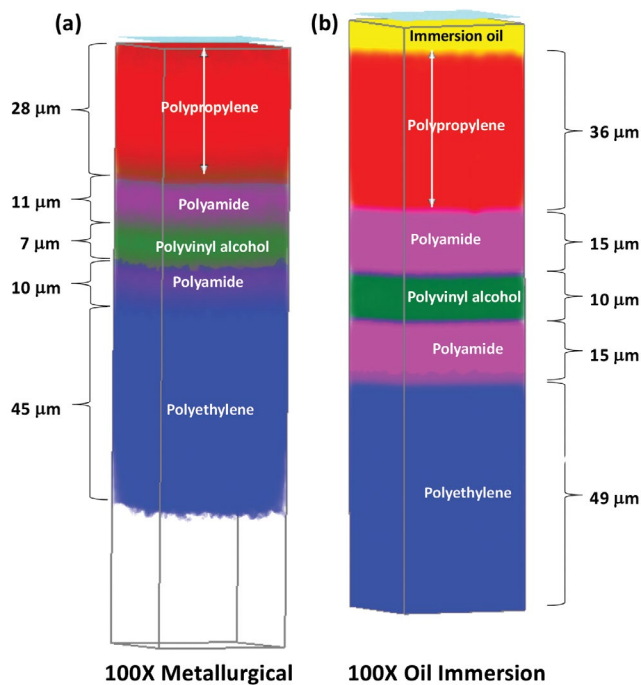 (a)
28 μm
11 μm
7 μm
10 μm
45 μm
Polypropylene
Polyamide
Polyvinyl alcohol
Polyamide
Polyethylene
100X Metallurgical
(b)
Immersion oil
Polypropylene
Polyamide
Polyvinyl alcohol
Polyamide
Polyethylene
36 μm
15 μm
10 μm
15 μm
49 μm
100X Oil Immersion